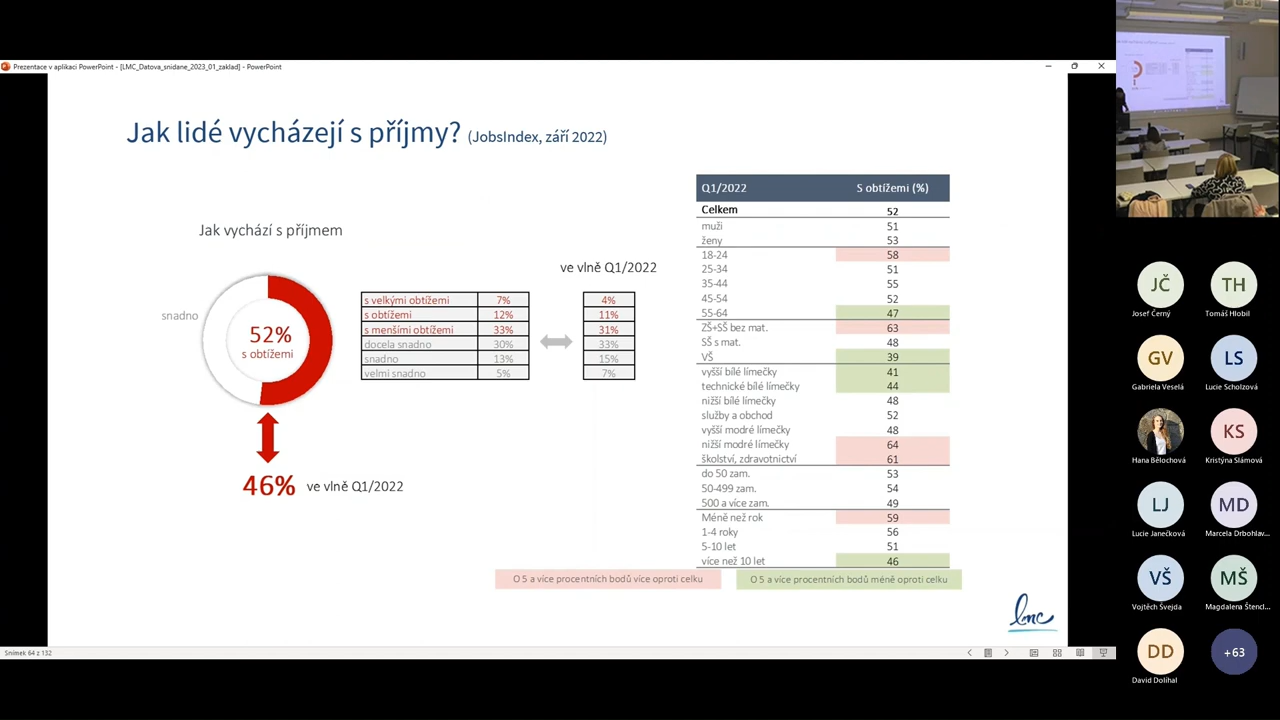 Prezentace v aplikaci PowerPoint - [LMC_Datova_snidane_2023_01_zaklad] - PowerPoint
Jak lidé vycházejí s příjmy? (JobsIndex, září 2022)
Jak vychází s příjmem
snadno
52%
s obtížemi
46% ve vlně Q1/2022
ve vlně Q1/2022
s velkými obtížemi 7% 4%
s obtížemi 12% 11%
s menšími obtížemi 33% 31%
docela snadno 30% 33%
snadno 13% 15%
velmi snadno 5% 7%
Q1/2022 S obtížemi (%)
Celkem 52
muži 51
ženy 53
18-24 58
25-34 51
35-44 55
45-54 52
55-64 47
ZŠ+SŠ bez mat. 63
SŠ s mat. 48
VŠ 39
vyšší bílé límečky 41
technické bílé límečky 44
nižší bílé límečky 48
služby a obchod 52
vyšší modré límečky 48
nižší modré límečky 64
školství, zdravotnictví 61
do 50 zam. 53
50-499 zam. 54
500 a více zam. 49
Méně než rok 59
1-4 roky 56
5-10 let 51
více než 10 let 46
O 5 a více procentních bodů více oproti celku
O 5 a více procentních bodů méně oproti celku
lmc
Snímek 64 z 132
JČ
Josef Černý
TH
Tomáš Hlobil
GV
Gabriela Veselá
LS
Lucie Scholzová
Hana Bělochová
KS
Kristýna Slámová
LJ
Lucie Janečková
MD
Marcela Drbohlav...
VŠ
Vojtěch Švejda
MŠ
Magdalena Štencl...
DD
David Dolíhal
+63